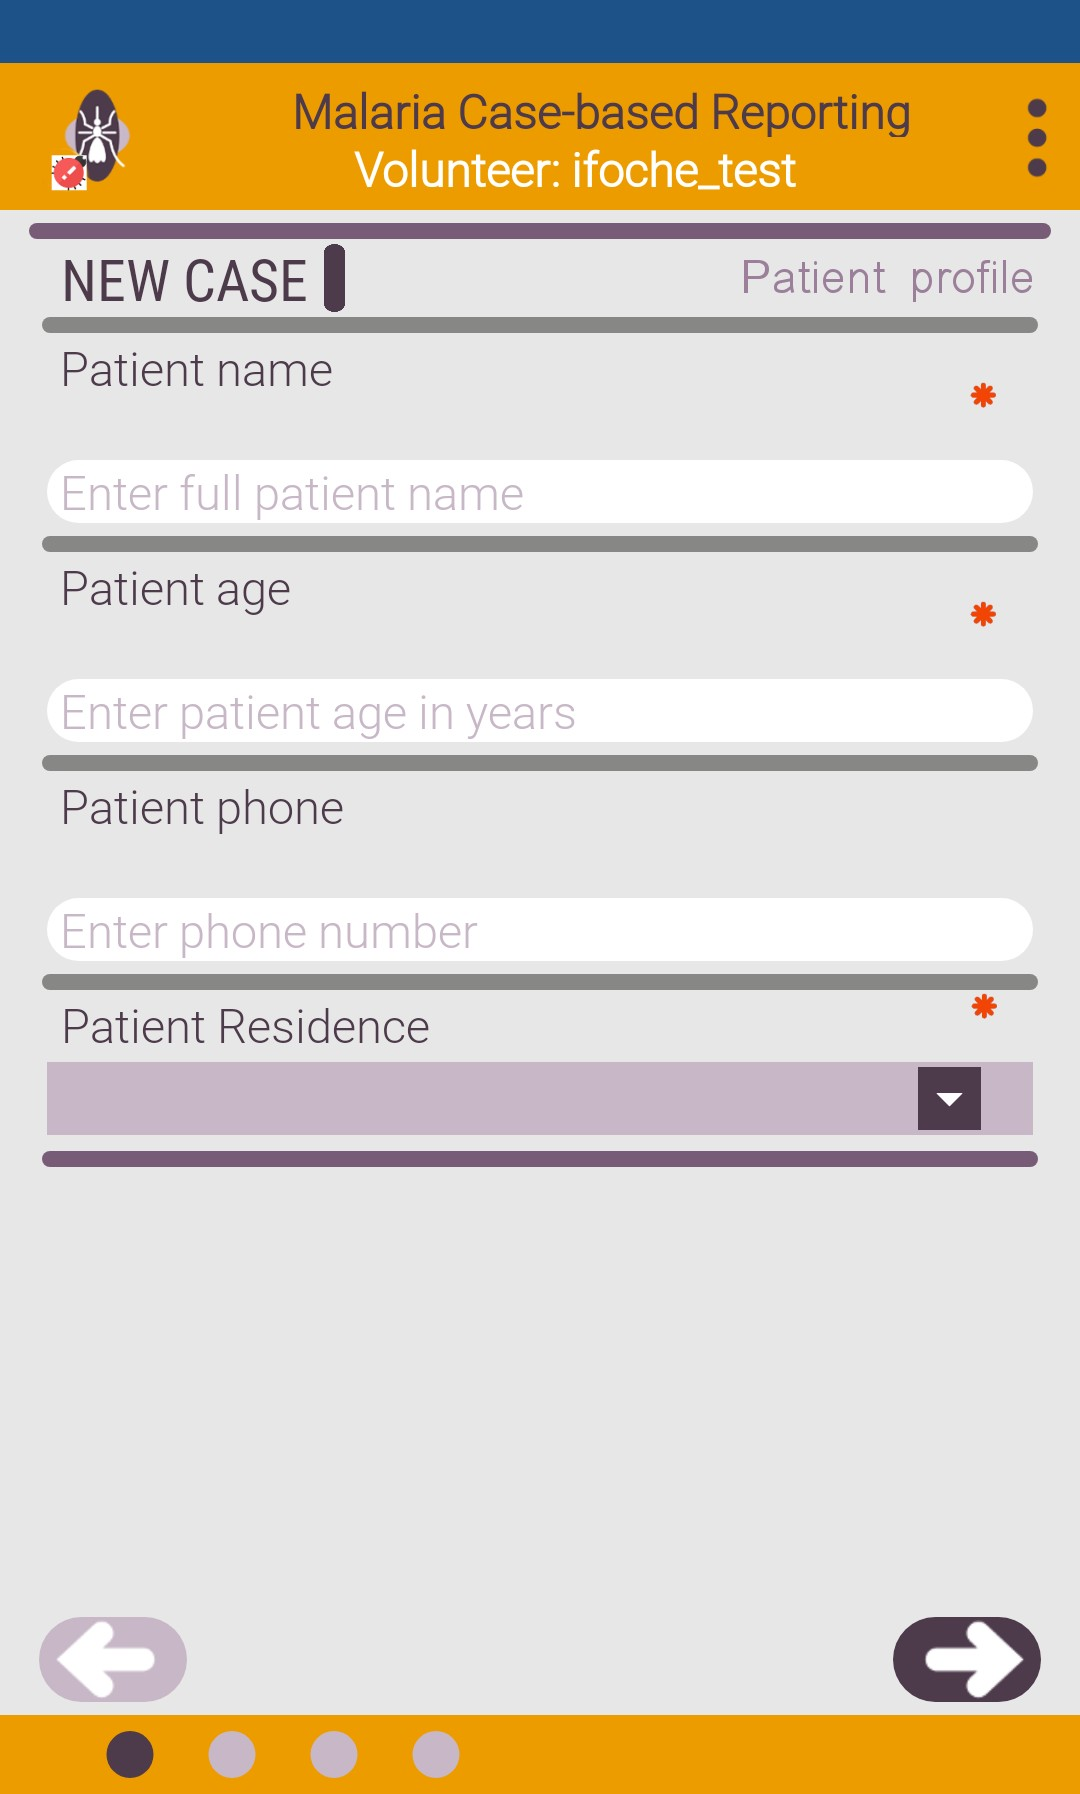 Malaria Case-based Reporting
Volunteer: ifoche_test
NEW CASE Patient profile
Patient name
*
Enter full patient name
Patient age
*
Enter patient age in years
Patient phone
Enter phone number
Patient Residence *